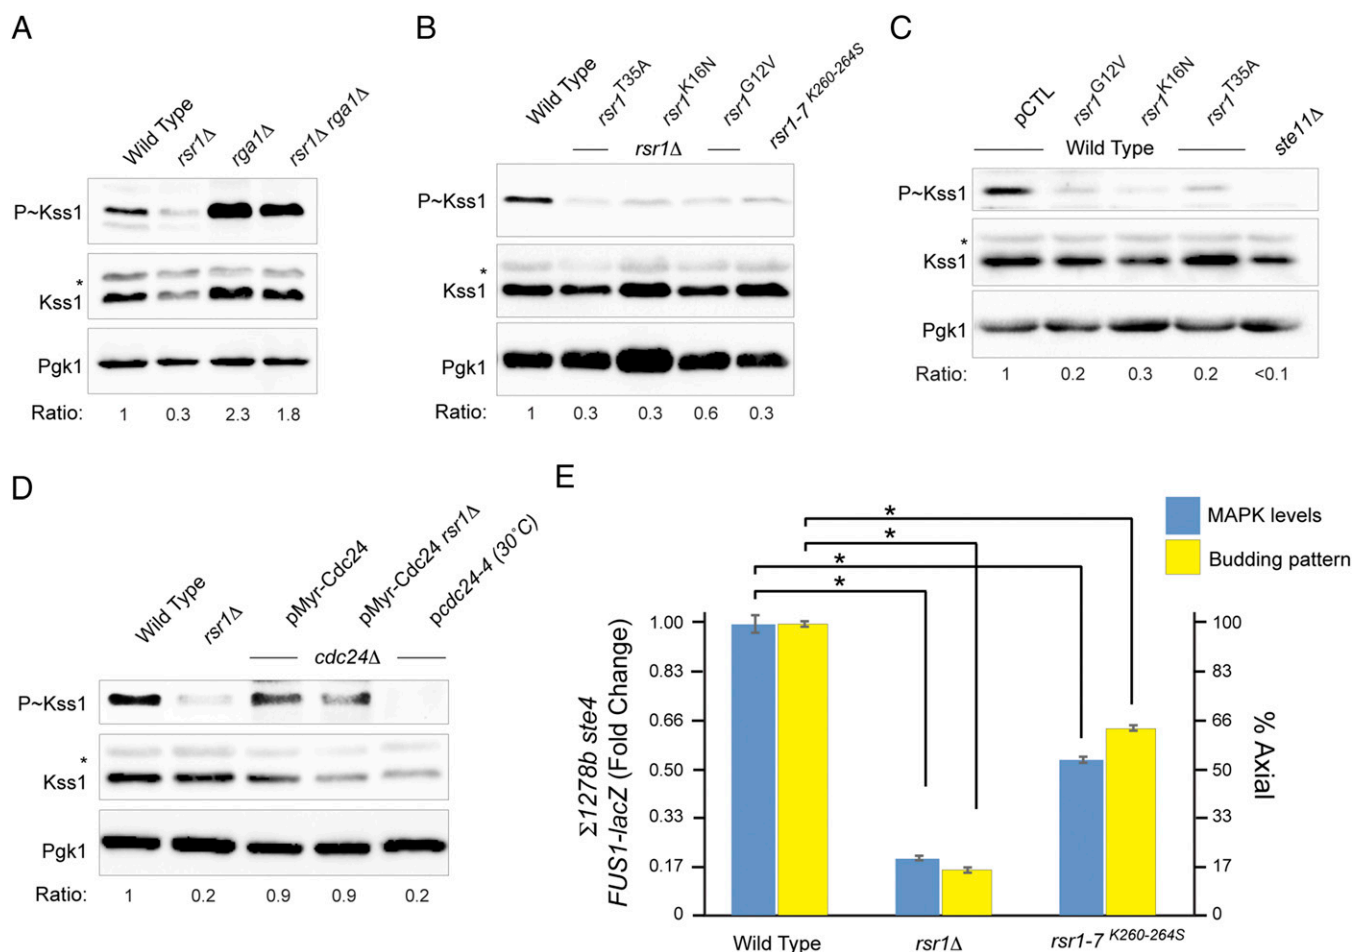 A
Wild Type
rsr1Δ
rga1Δ
rsr1Δ rga1Δ
P~Kss1
*
Kss1
Pgk1
Ratio: 1 0.3 2.3 1.8
B
Wild Type
rsr1T35A
rsr1K16N
rsr1G12V
rsr1-7 K260-264S
rsr1Δ
P~Kss1
*
Kss1
Pgk1
Ratio: 1 0.3 0.3 0.6 0.3
C
pCTL
rsr1G12V
rsr1K16N
rsr1T35A
ste11Δ
Wild Type
P~Kss1
*
Kss1
Pgk1
Ratio: 1 0.2 0.3 0.2 <0.1
D
Wild Type
rsr1Δ
pMyr-Cdc24
pMyr-Cdc24 rsr1Δ
pcdc24-4 (30°C)
cdc24Δ
P~Kss1
*
Kss1
Pgk1
Ratio: 1 0.2 0.9 0.9 0.2
E
MAPK levels
Budding pattern
*
*
*
*
Σ1278b ste4
FUS1-lacZ (Fold Change)
1.00
0.83
0.66
0.50
0.33
0.17
0
100
83
66
50
33
17
0
% Axial
Wild Type
rsr1Δ
rsr1-7 K260-264S